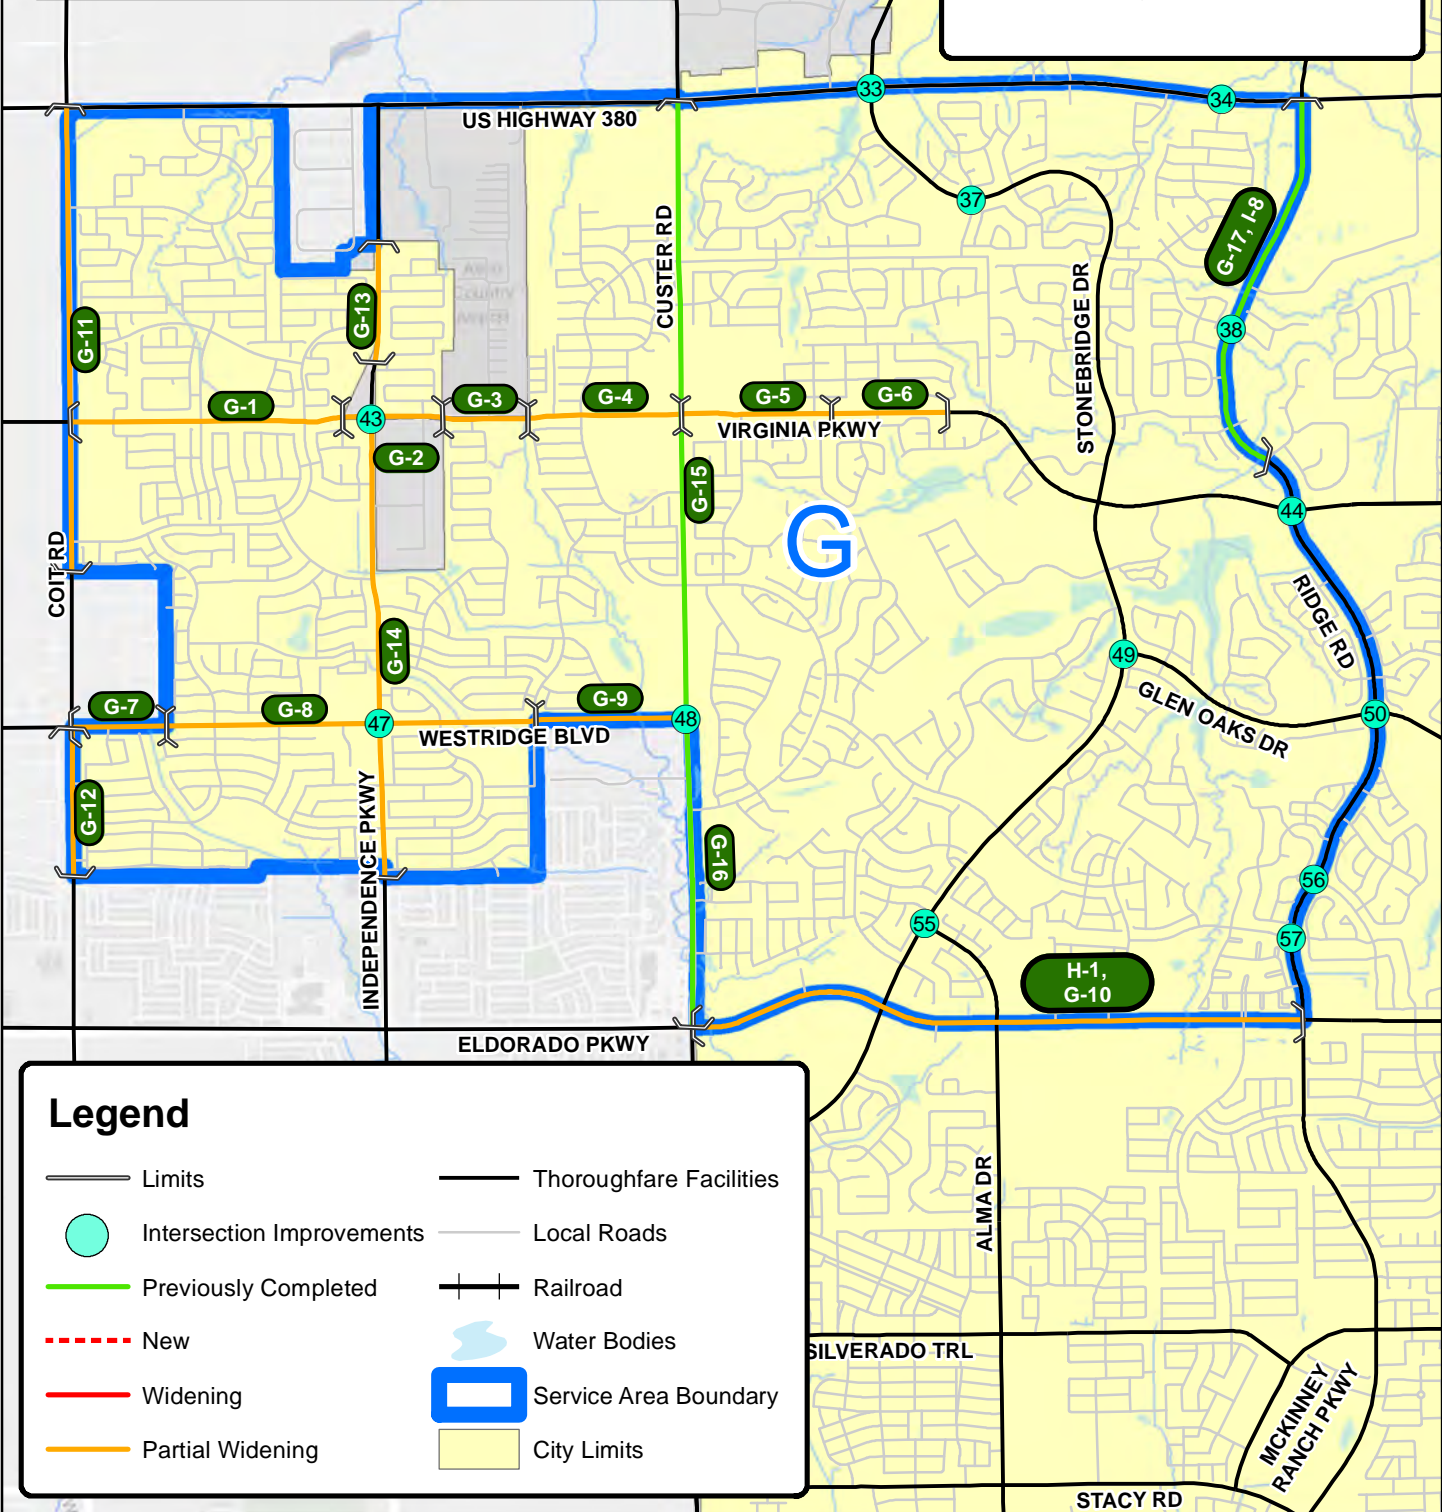 33
34
US HIGHWAY 380
37
G-17, I-8
CUSTER RD
STONEBRIDGE DR
G-13
G-11
38
G-1
43
G-3
G-4
G-5
G-6
VIRGINIA PKWY
G-2
G-15
44
G
COIT RD
RIDGE RD
G-14
49
G-7
G-8
47
G-9
48
WESTRIDGE BLVD
GLEN OAKS DR
50
G-12
INDEPENDENCE PKWY
G-16
56
55
57
H-1,
G-10
ELDORADO PKWY
ALMA DR
SILVERADO TRL
MCKINNEY
RANCH PKWY
STACY RD
Legend
Limits
Thoroughfare Facilities
Intersection Improvements
Local Roads
Previously Completed
Railroad
New
Water Bodies
Widening
Service Area Boundary
Partial Widening
City Limits